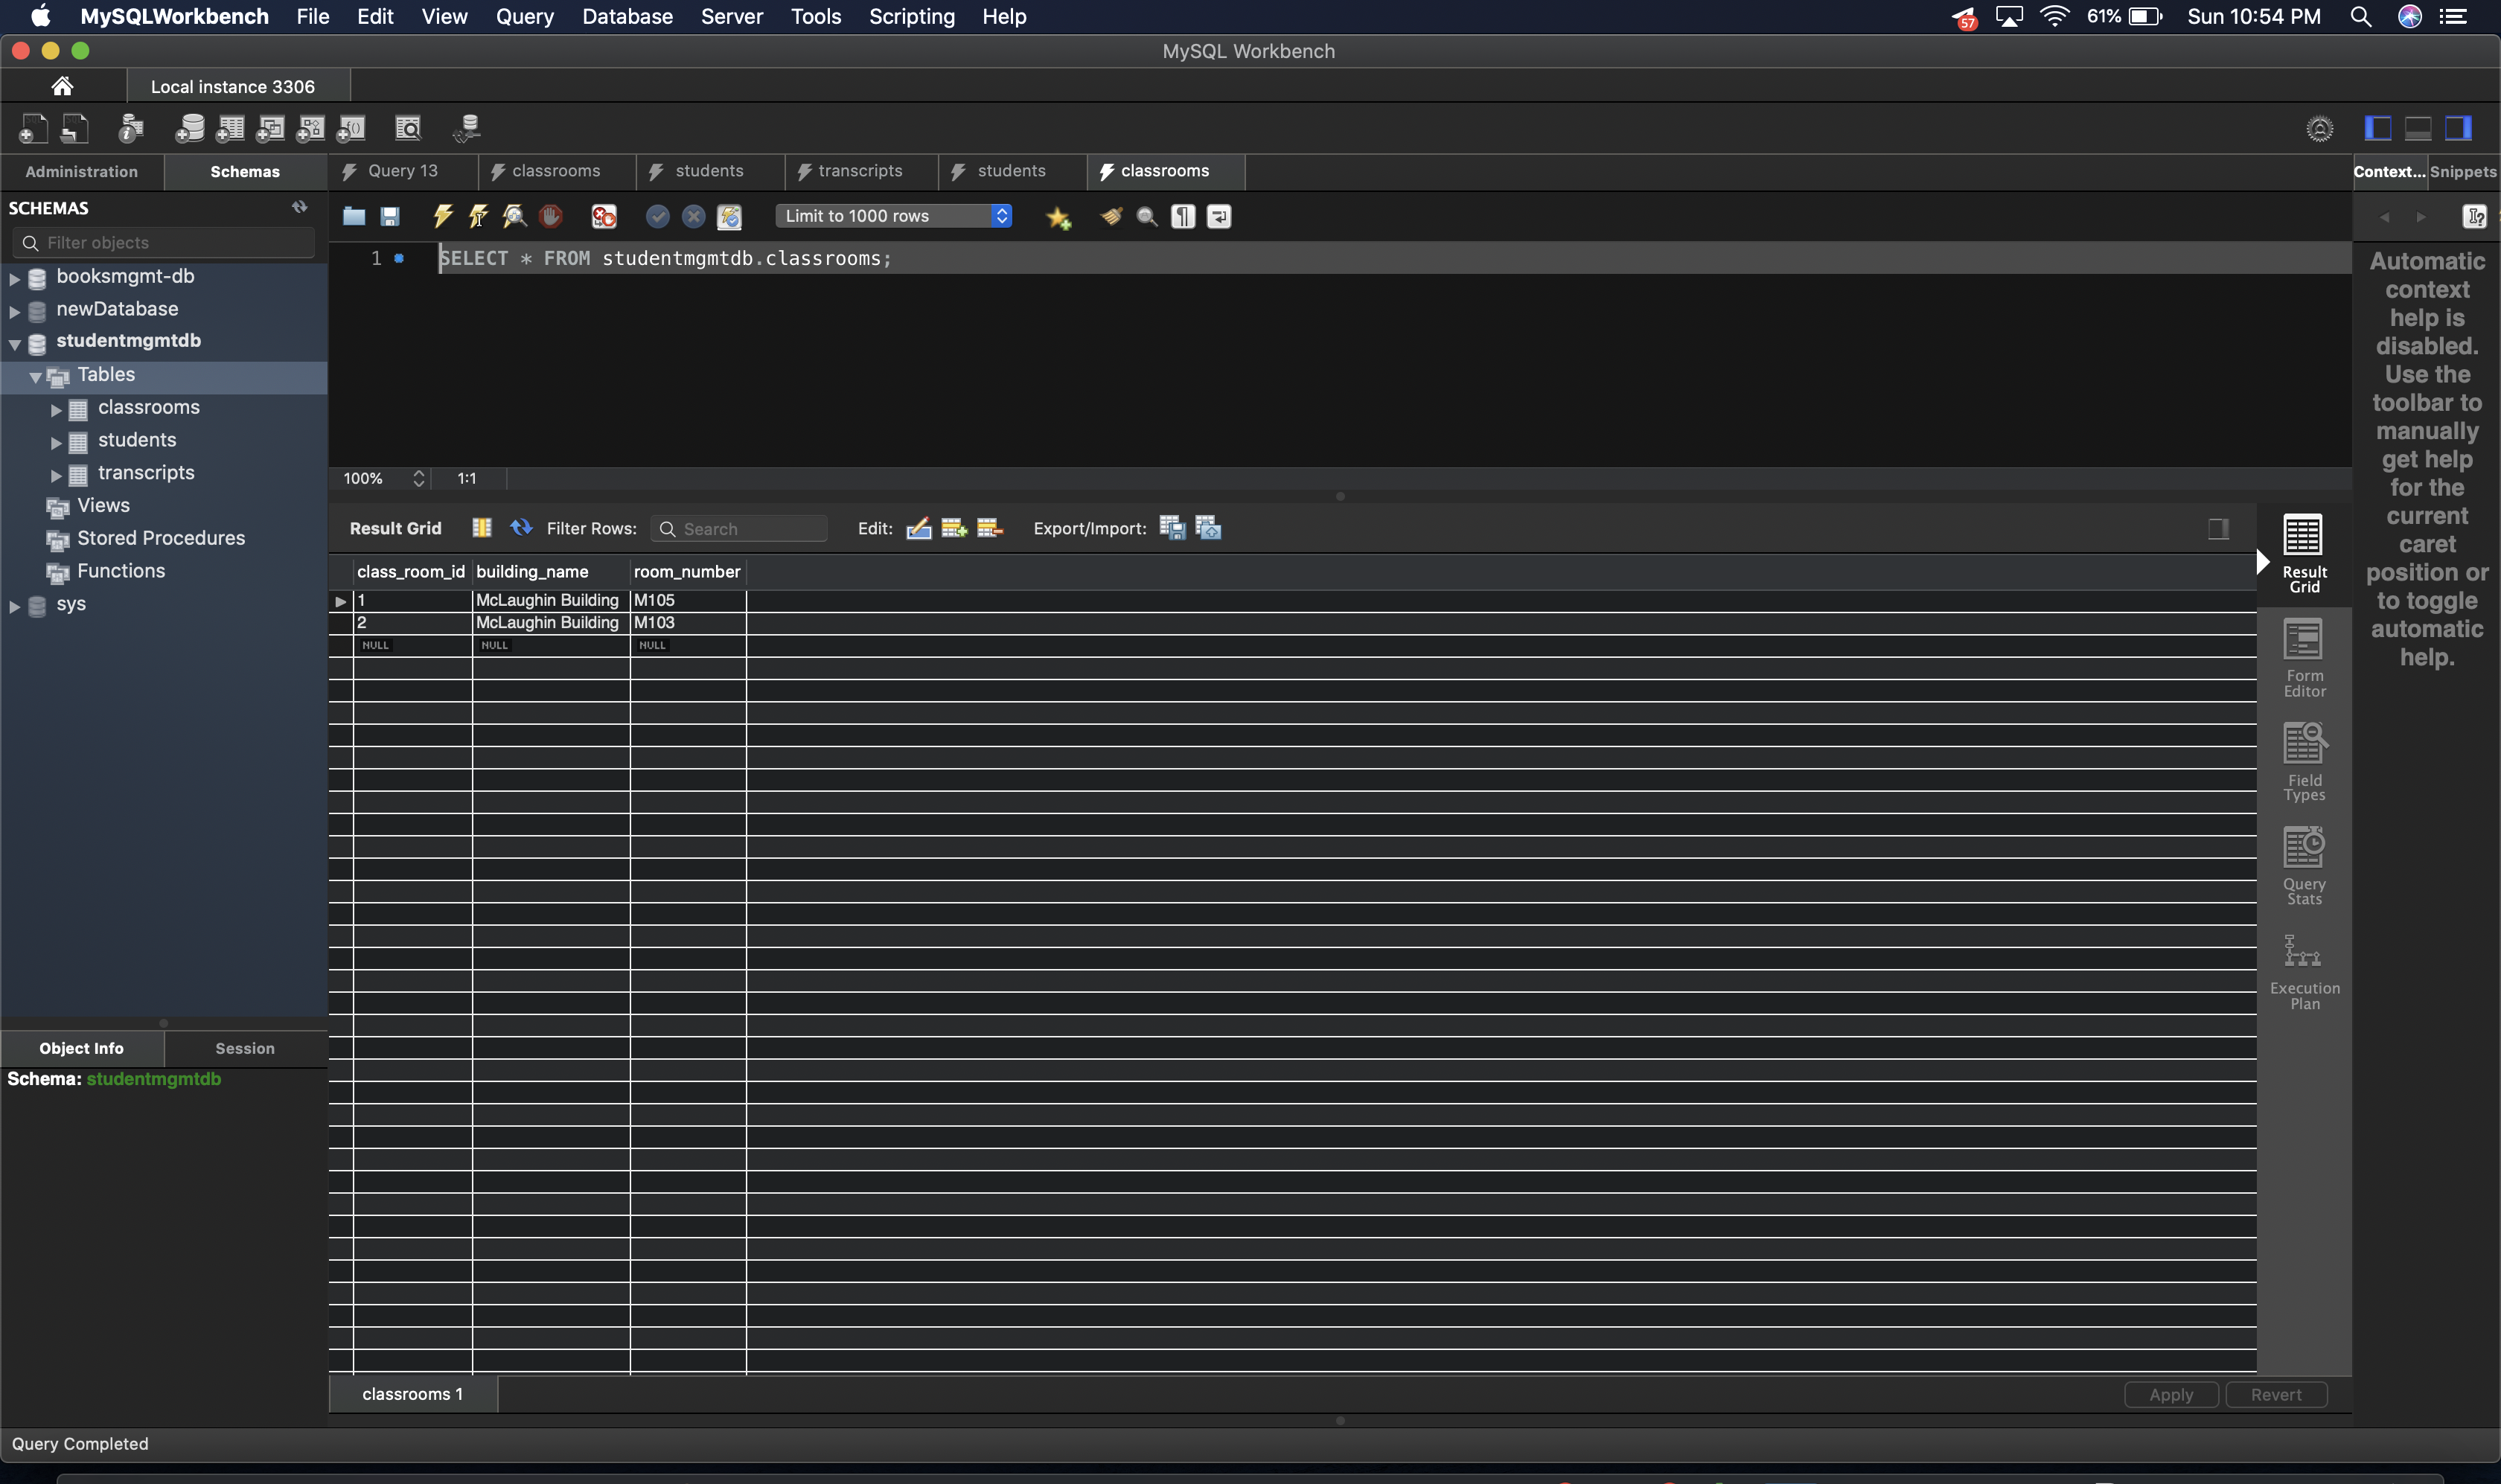 MySQLWorkbench File Edit View Query Database Server Tools Scripting Help 57 61% Sun 10:54 PM
MySQL Workbench
Local instance 3306
Administration Schemas
Query 13 classrooms students transcripts students classrooms
Context... Snippets
SCHEMAS
Filter objects
booksmgmt-db
newDatabase
studentmgmtdb
Tables
classrooms
students
transcripts
Views
Stored Procedures
Functions
sys
Object Info Session
Schema: studentmgmtdb
Limit to 1000 rows
1 SELECT * FROM studentmgmtdb.classrooms;
100% 1:1
Result Grid Filter Rows: Search Edit: Export/Import:
class_room_id building_name room_number
1 McLaughin Building M105
2 McLaughin Building M103
NULL NULL NULL
classrooms 1
Apply Revert
Result
Grid
Form
Editor
Field
Types
Query
Stats
Execution
Plan
Automatic
context
help is
disabled.
Use the
toolbar to
manually
get help
for the
current
caret
position or
to toggle
automatic
help.
Query Completed